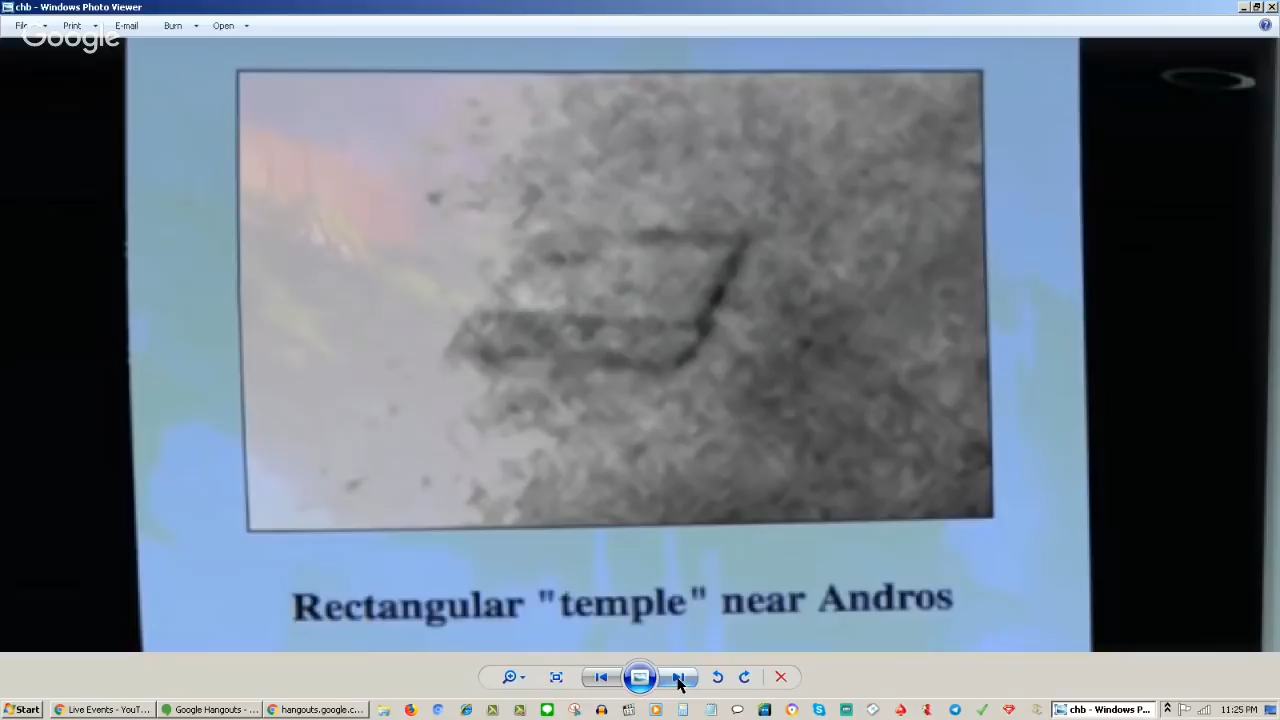 chb - Windows Photo Viewer
File Print E-mail Burn Open
Google
Rectangular "temple" near Andros
Start Live Events - YouT... Google Hangouts - ... hangouts.google.c... chb - Windows P... 11:25 PM